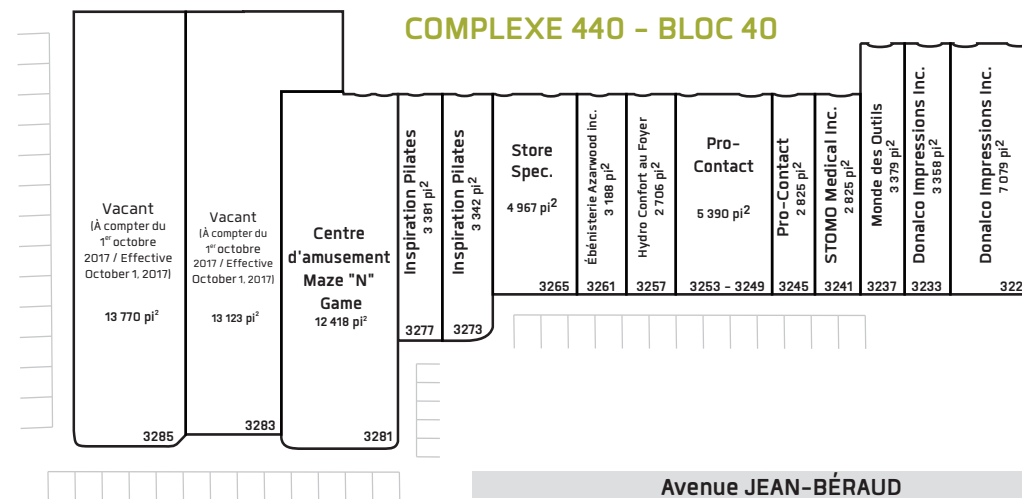 COMPLEXE 440 - BLOC 40
Vacant
(À compter du
1er octobre
2017 / Effective
October 1, 2017)
13 770 pi²
3285
Vacant
(À compter du
1er octobre
2017 / Effective
October 1, 2017)
13 123 pi²
3283
Centre
d'amusement
Maze "N"
Game
12 418 pi²
3281
Inspiration Pilates
3 381 pi²
3277
Inspiration Pilates
3 342 pi²
3273
Store
Spec.
4 967 pi²
3265
Ébénisterie Azarwood inc.
3 188 pi²
3261
Hydro Confort au Foyer
2 706 pi²
3257
Pro-
Contact
5 390 pi²
3253 - 3249
Pro-Contact
2 825 pi²
3245
STOMO Medical Inc.
2 825 pi²
3241
Monde des Outils
3 379 pi²
3237
Donalco Impressions Inc.
3 358 pi²
3233
Donalco Impressions Inc.
7 079 pi²
322
Avenue JEAN-BÉRAUD